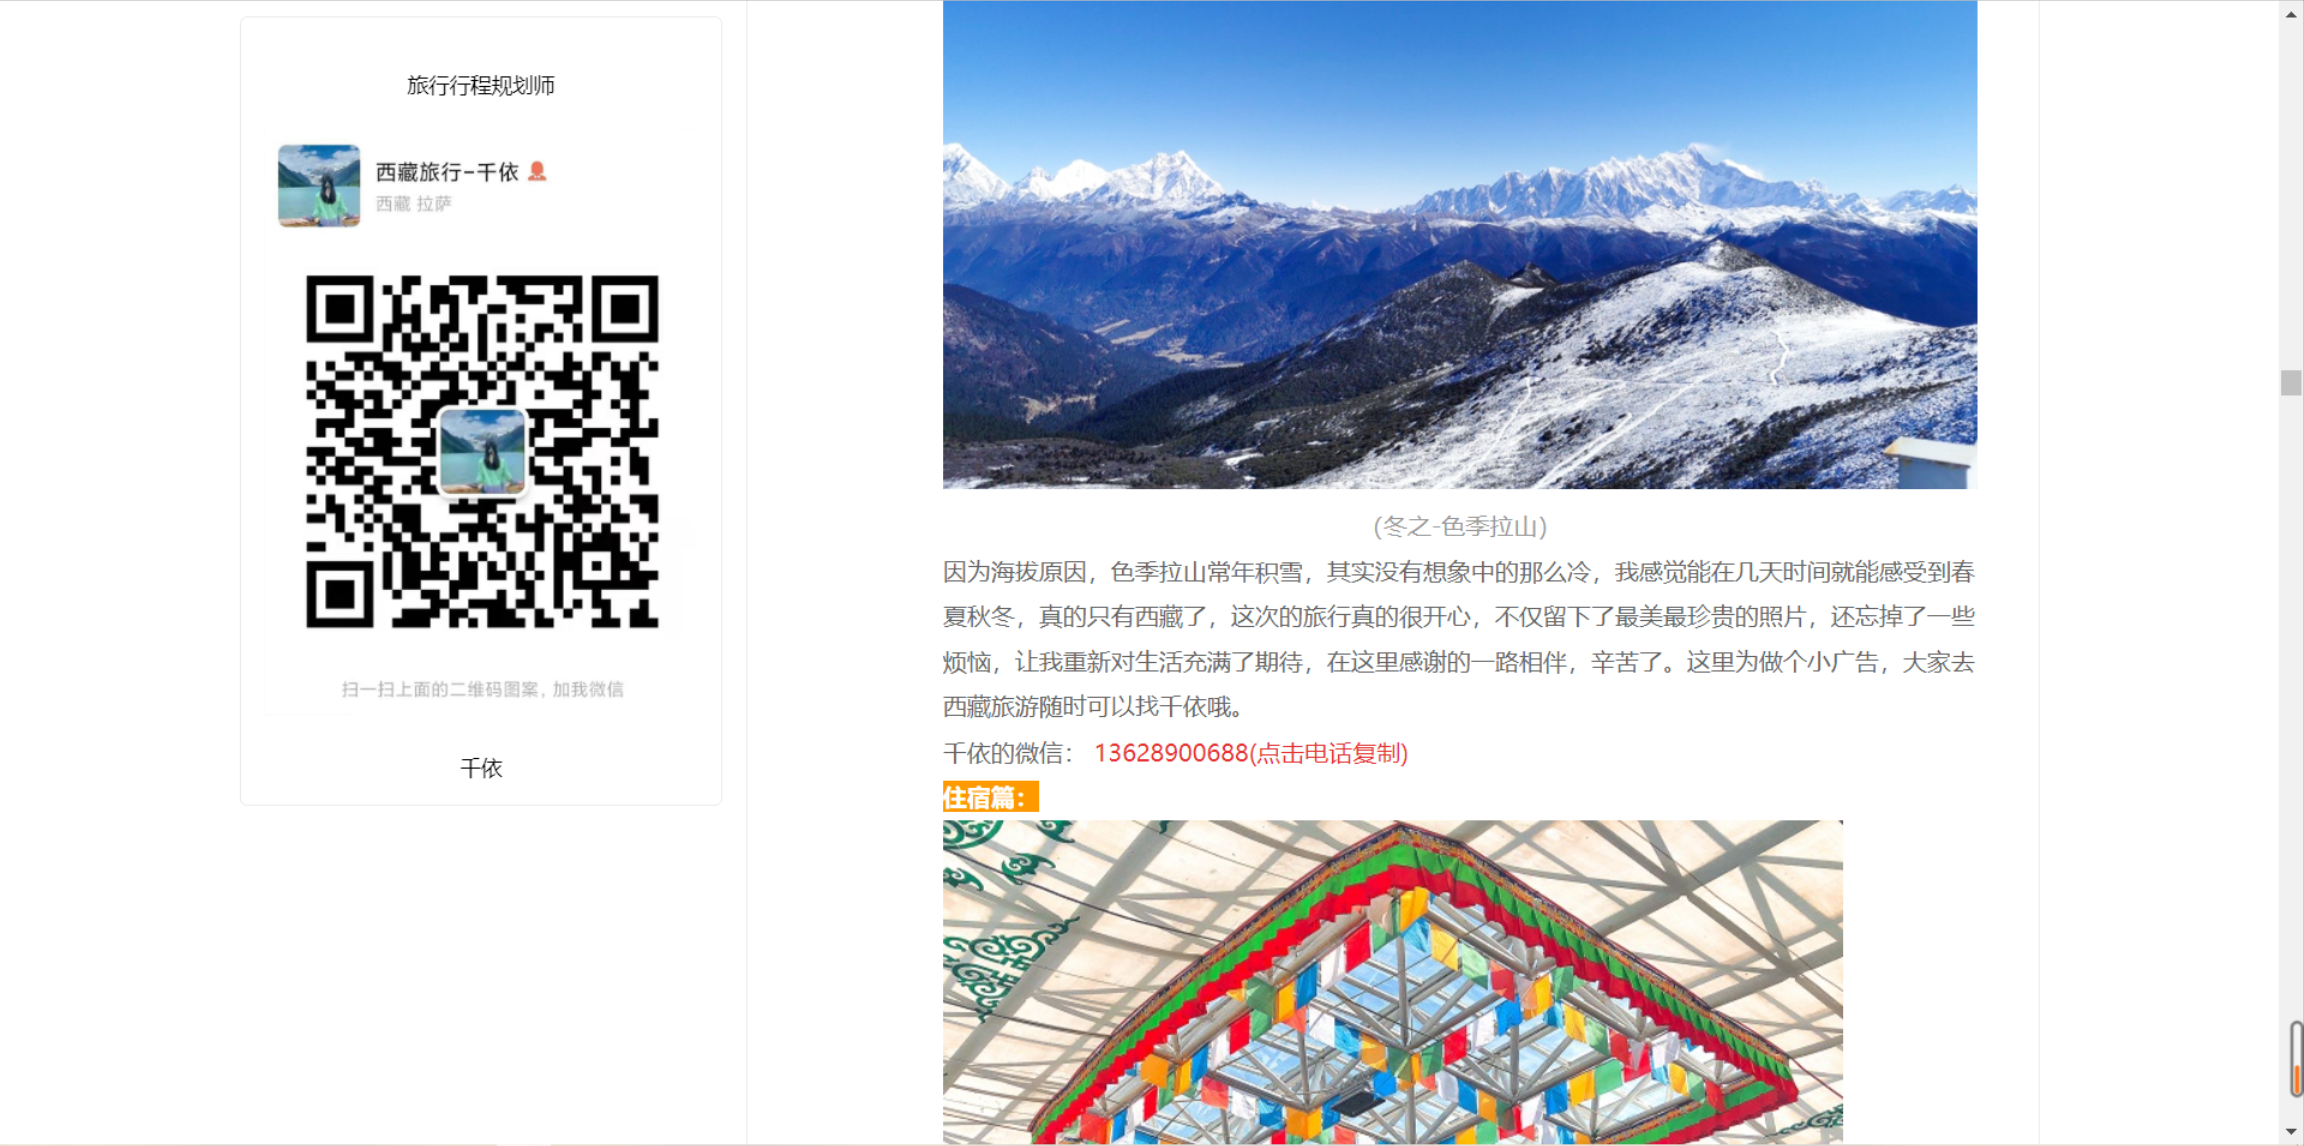 旅行行程规划师
西藏旅行-千依
西藏 拉萨
扫一扫上面的二维码图案，加我微信
千依
(冬之-色季拉山)
因为海拔原因，色季拉山常年积雪，其实没有想象中的那么冷，我感觉能在几天时间就能感受到春
夏秋冬，真的只有西藏了，这次的旅行真的很开心，不仅留下了最美最珍贵的照片，还忘掉了一些
烦恼，让我重新对生活充满了期待，在这里感谢的一路相伴，辛苦了。这里为做个小广告，大家去
西藏旅游随时可以找千依哦。
千依的微信： 13628900688(点击电话复制)
住宿篇：